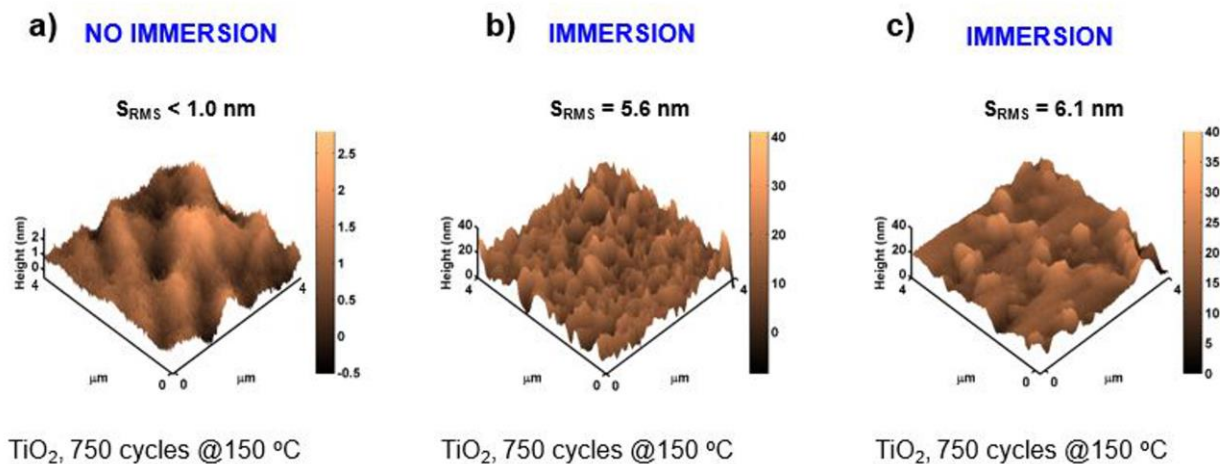 a) NO IMMERSION
b) IMMERSION
c) IMMERSION
S_RMS < 1.0 nm
S_RMS = 5.6 nm
S_RMS = 6.1 nm
2.5
2
1.5
1
0.5
0
-0.5
Height (nm)
2
1
0
4
4
μm
0
0
μm
40
30
20
10
0
Height (nm)
40
20
0
4
4
μm
0
0
μm
40
35
30
25
20
15
10
5
0
Height (nm)
40
20
0
4
4
μm
0
0
μm
TiO₂, 750 cycles @150 ºC
TiO₂, 750 cycles @150 ºC
TiO₂, 750 cycles @150 ºC